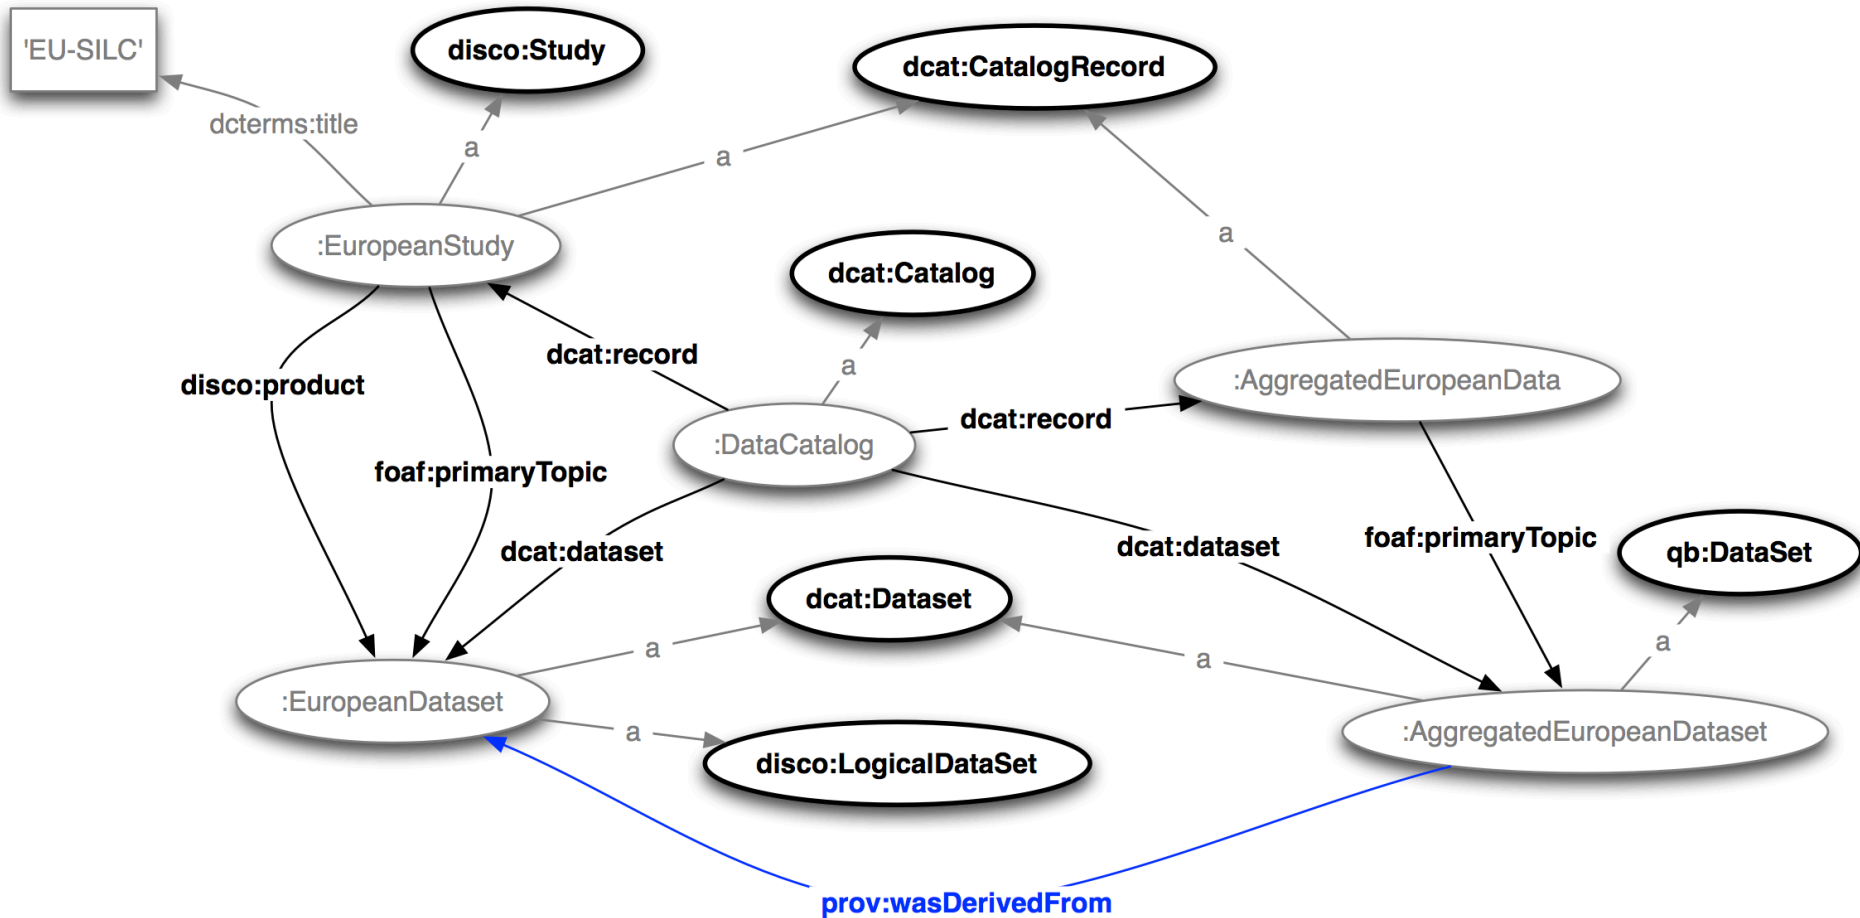 'EU-SILC'
disco:Study
dcat:CatalogRecord
dcterms:title
a
a
a
:EuropeanStudy
dcat:Catalog
dcat:record
a
disco:product
:AggregatedEuropeanData
dcat:record
:DataCatalog
foaf:primaryTopic
dcat:dataset
dcat:dataset
foaf:primaryTopic
qb:DataSet
dcat:Dataset
a
a
a
:EuropeanDataset
a
:AggregatedEuropeanDataset
disco:LogicalDataSet
prov:wasDerivedFrom